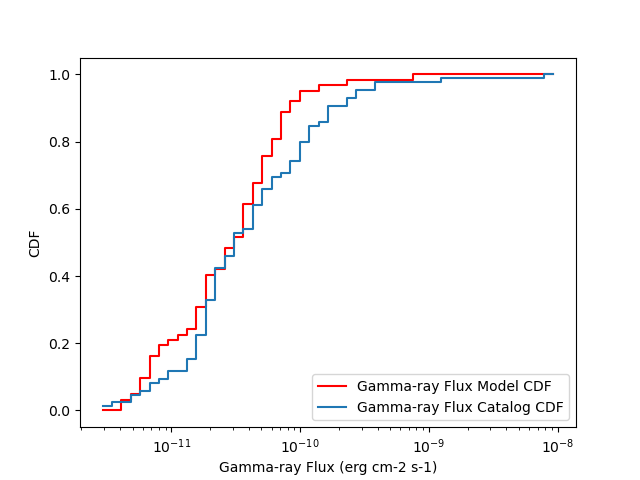 1.0
0.8
0.6
0.4
0.2
0.0
CDF
10⁻¹¹
10⁻¹⁰
10⁻⁹
10⁻⁸
Gamma-ray Flux (erg cm-2 s-1)
Gamma-ray Flux Model CDF
Gamma-ray Flux Catalog CDF